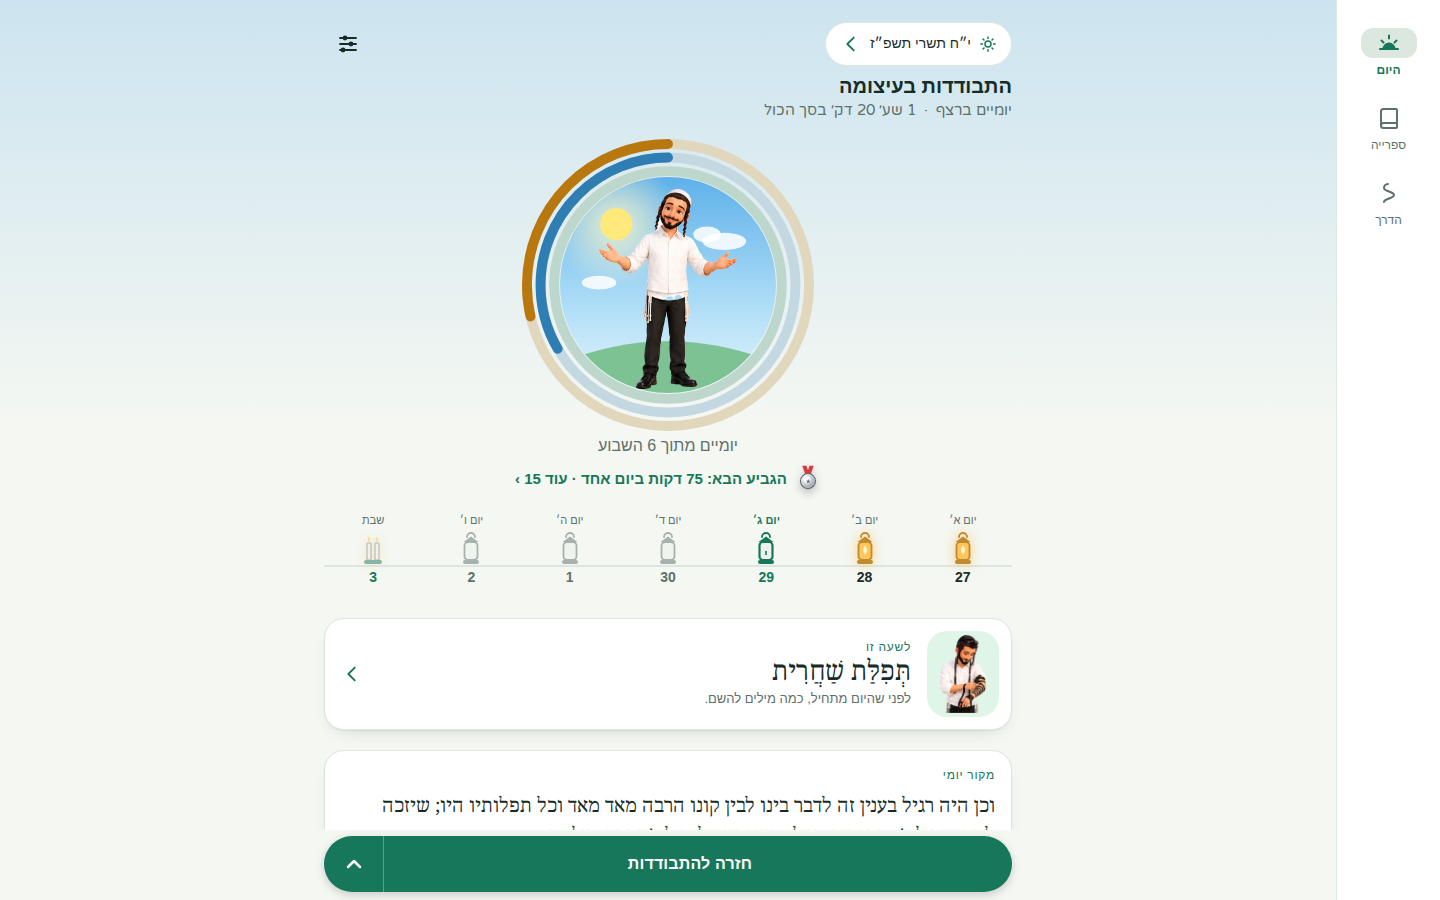 י״ח תשרי תשפ״ז
התבודדות בעיצומה
יומיים ברצף · 1 שע׳ 20 דק׳ בסך הכול
יומיים מתוך 6 השבוע
הגביע הבא: 75 דקות ביום אחד · עוד 15 ›
יום א׳ יום ב׳ יום ג׳ יום ד׳ יום ה׳ יום ו׳ שבת
27 28 29 30 1 2 3
לשעה זו
תְּפִלַּת שַׁחֲרִית
לפני שהיום מתחיל, כמה מילים להשם.
מקור יומי
וכן היה רגיל בענין זה לדבר בינו לבין קונו הרבה מאד מאד וכל תפלותיו היו; שיזכה
חזרה להתבודדות
היום
ספרייה
הדרך